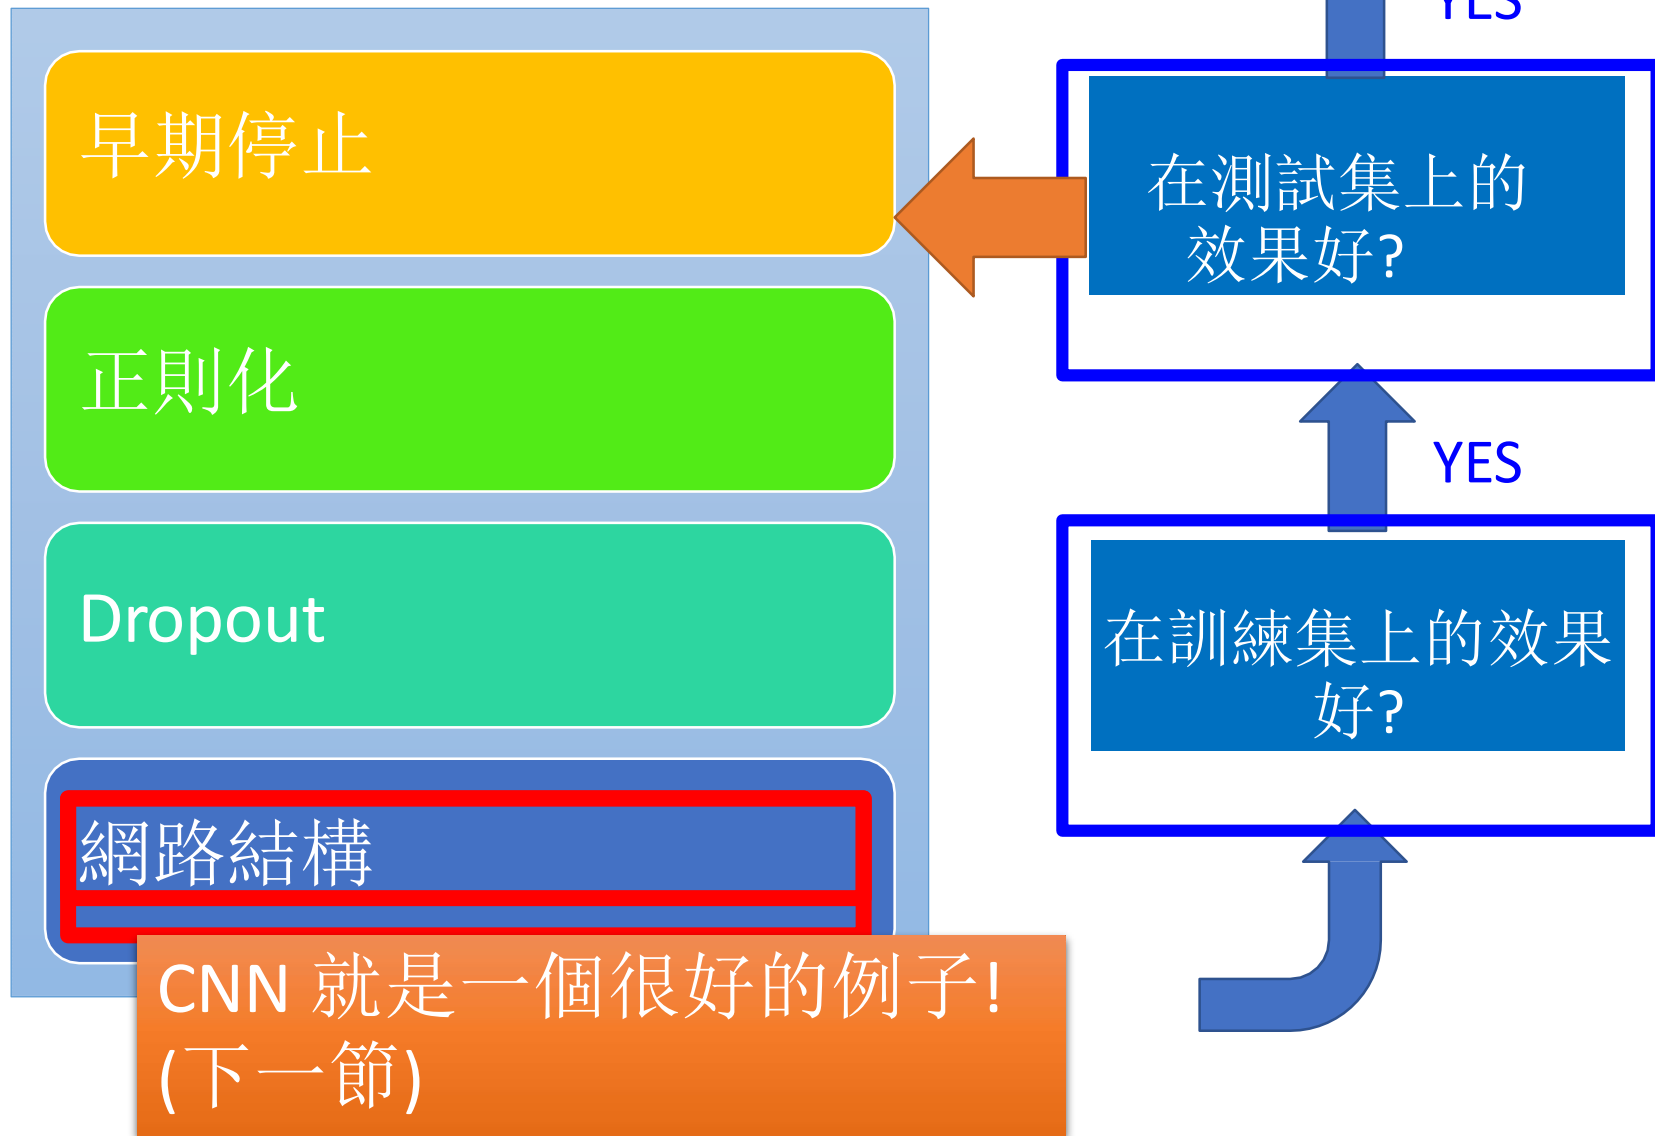 早期停止
正則化
Dropout
網路結構
CNN 就是一個很好的例子!
(下一節)
YES
在測試集上的
效果好?
YES
在訓練集上的效果
好?